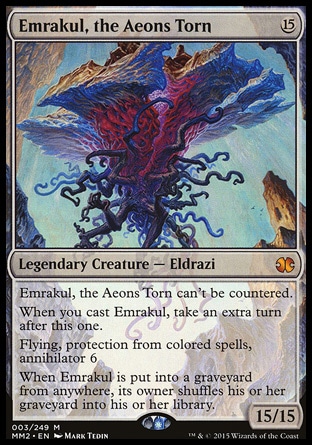 Emrakul, the Aeons Torn 15
Legendary Creature — Eldrazi
Emrakul, the Aeons Torn can't be countered.
When you cast Emrakul, take an extra turn
after this one.
Flying, protection from colored spells,
annihilator 6
When Emrakul is put into a graveyard
from anywhere, its owner shuffles his or
her graveyard into his or her library.
15/15
003/249 M
MM2 • EN MARK TEDIN
™ & © 2015 Wizards of the Coast